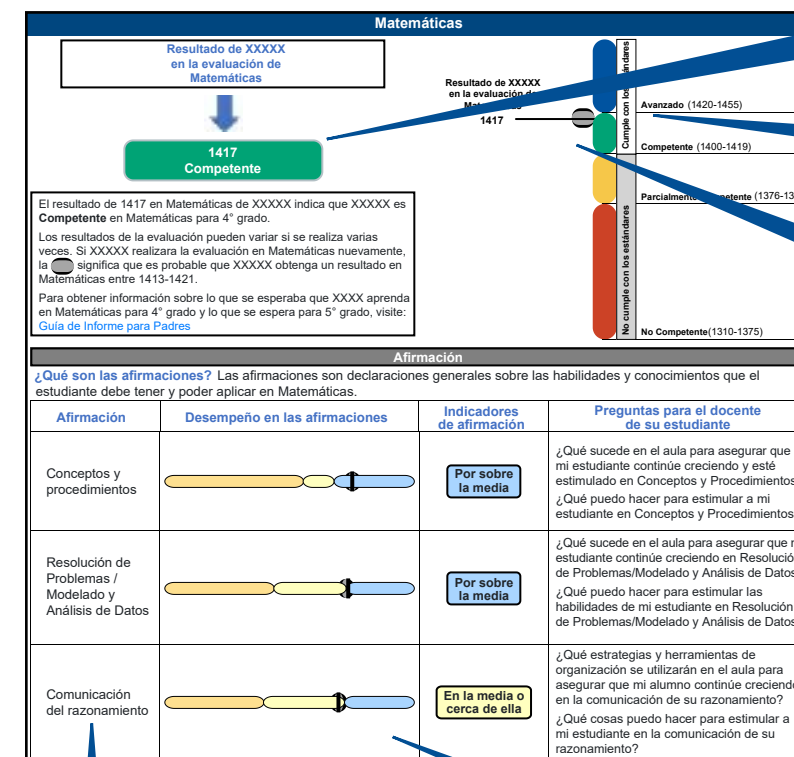 Matemáticas
Resultado de XXXXX
en la evaluación de
Matemáticas
1417
Competente
El resultado de 1417 en Matemáticas de XXXXX indica que XXXXX es
Competente en Matemáticas para 4° grado.
Los resultados de la evaluación pueden variar si se realiza varias
veces. Si XXXXX realizara la evaluación en Matemáticas nuevamente,
la significa que es probable que XXXXX obtenga un resultado en
Matemáticas entre 1413-1421.
Para obtener información sobre lo que se esperaba que XXXX aprenda
en Matemáticas para 4° grado y lo que se espera para 5° grado, visite:
Guía de Informe para Padres
Resultado de XXXXX
en la evaluación de
1417
Cumple con los estándares
No cumple con los estándares
Avanzado (1420-1455)
Competente (1400-1419)
Parcialmente (1376-
No Competente(1310-1375)
Afirmación
¿Qué son las afirmaciones? Las afirmaciones son declaraciones generales sobre las habilidades y conocimientos que el
estudiante debe tener y poder aplicar en Matemáticas.
Afirmación
Desempeño en las afirmaciones
Indicadores
de afirmación
Preguntas para el docente
de su estudiante
Conceptos y
procedimientos
Por sobre
la media
¿Qué sucede en el aula para asegurar que
mi estudiante continúe creciendo y esté
estimulado en Conceptos y Procedimientos
¿Qué puedo hacer para estimular a mi
estudiante en Conceptos y Procedimientos
Resolución de
Problemas /
Modelado y
Análisis de Datos
Por sobre
la media
¿Qué sucede en el aula para asegurar que
estudiante continúe creciendo en Resolució
de Problemas/Modelado y Análisis de Datos
¿Qué puedo hacer para estimular las
habilidades de mi estudiante en Resolución
de Problemas/Modelado y Análisis de Datos
Comunicación
del razonamiento
En la media o
cerca de ella
¿Qué estrategias y herramientas de
organización se utilizarán en el aula para
asegurar que mi alumno continúe creciend
en la comunicación de su razonamiento?
¿Qué cosas puedo hacer para estimular a
mi estudiante en la comunicación de su
razonamiento?